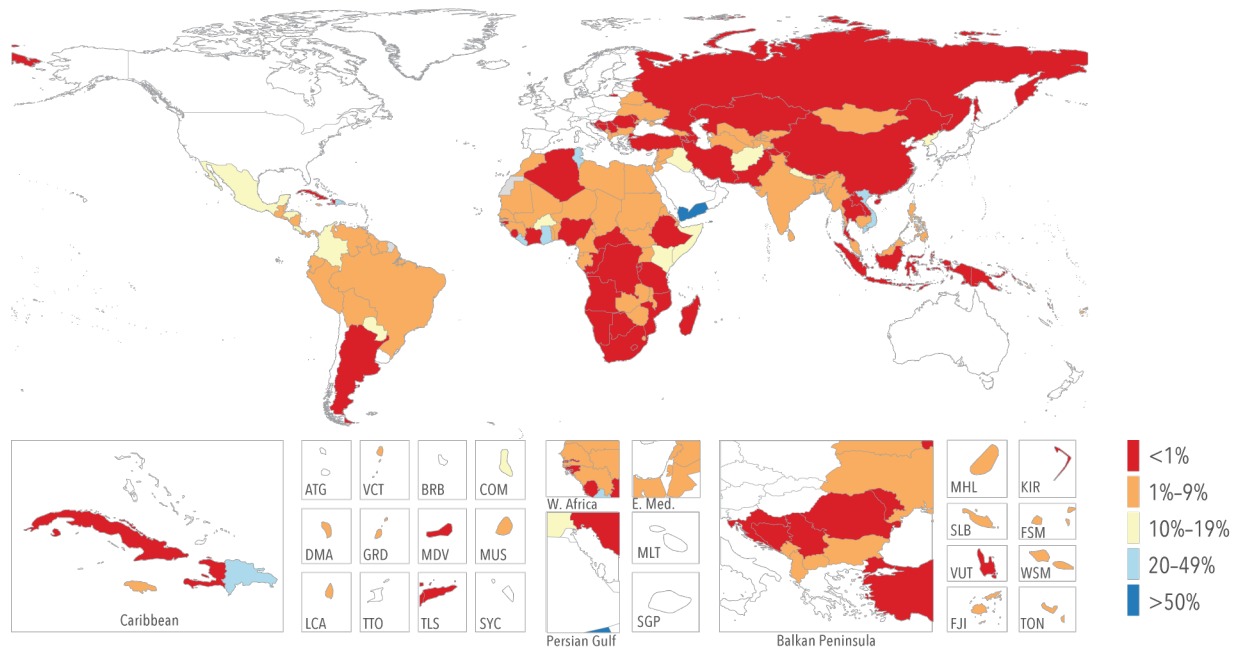 ATG
VCT
BRB
COM
DMA
GRD
MDV
MUS
LCA
TTO
TLS
SYC
Caribbean
W. Africa
E. Med.
MLT
SGP
Persian Gulf
Balkan Peninsula
MHL
KIR
SLB
FSM
VUT
WSM
FJI
TON
<1%
1%–9%
10%–19%
20–49%
>50%